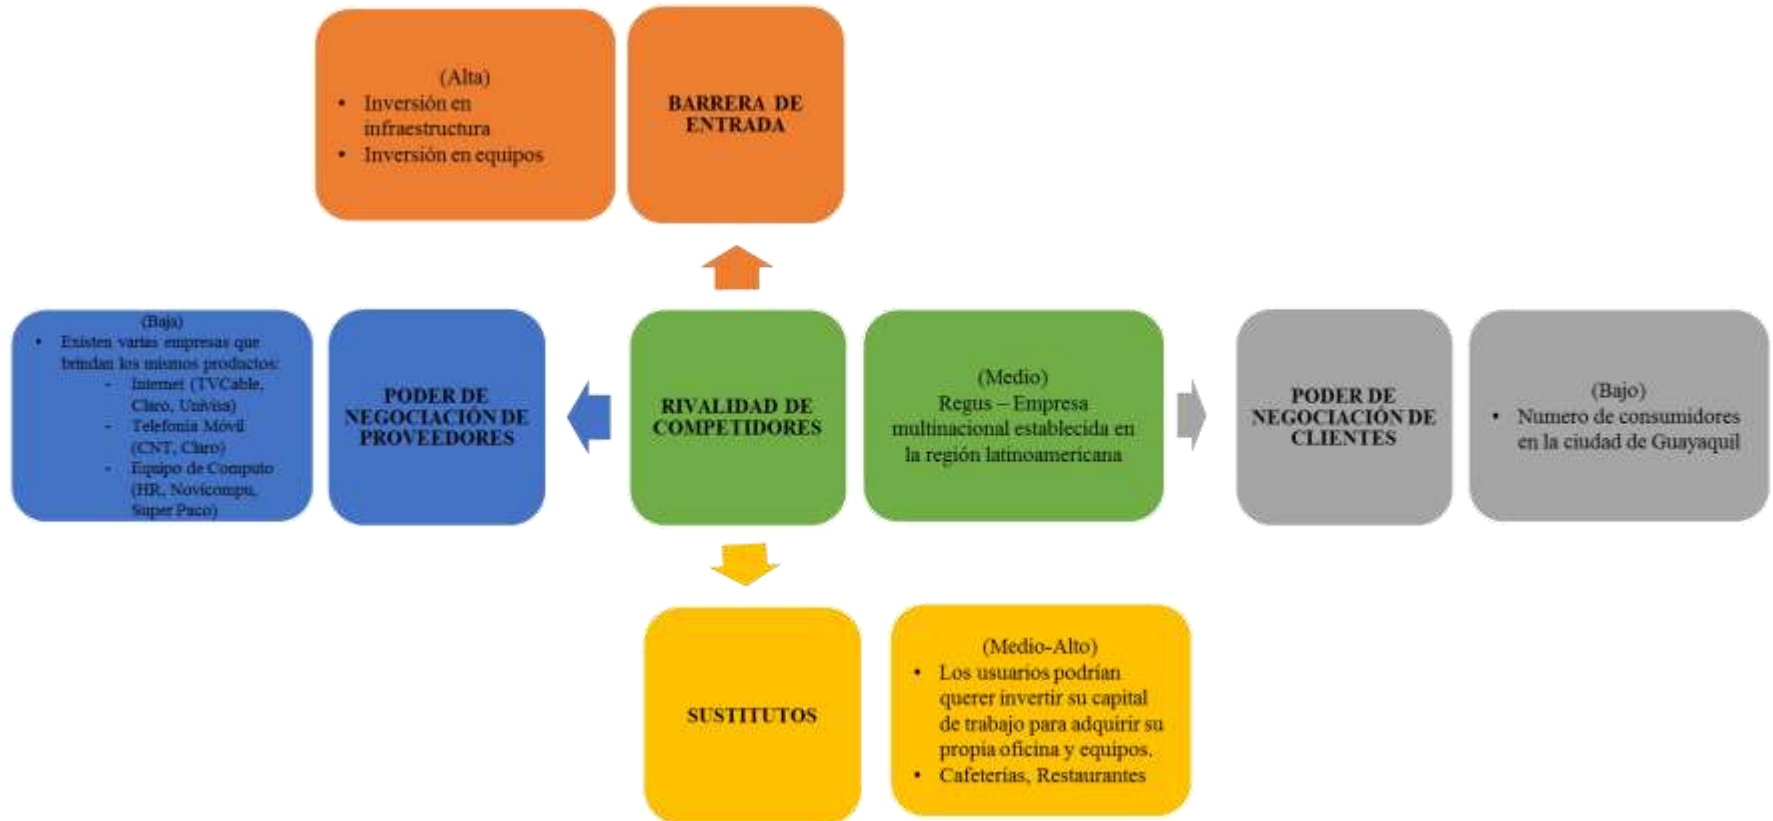 (Alta)
• Inversión en
infraestructura
• Inversión en equipos
BARRERA DE
ENTRADA
(Baja)
• Existen varias empresas que
brindan los mismos productos:
- Internet (TVCable,
Claro, Univisa)
- Telefonía Móvil
(CNT, Claro)
- Equipo de Computo
(HR, Novicompu,
Super Paco)
PODER DE
NEGOCIACIÓN DE
PROVEEDORES
RIVALIDAD DE
COMPETIDORES
(Medio)
Regus – Empresa
multinacional establecida en
la región latinoamericana
PODER DE
NEGOCIACIÓN DE
CLIENTES
(Bajo)
• Numero de consumidores
en la ciudad de Guayaquil
SUSTITUTOS
(Medio-Alto)
• Los usuarios podrían
querer invertir su capital
de trabajo para adquirir su
propia oficina y equipos.
• Cafeterías, Restaurantes